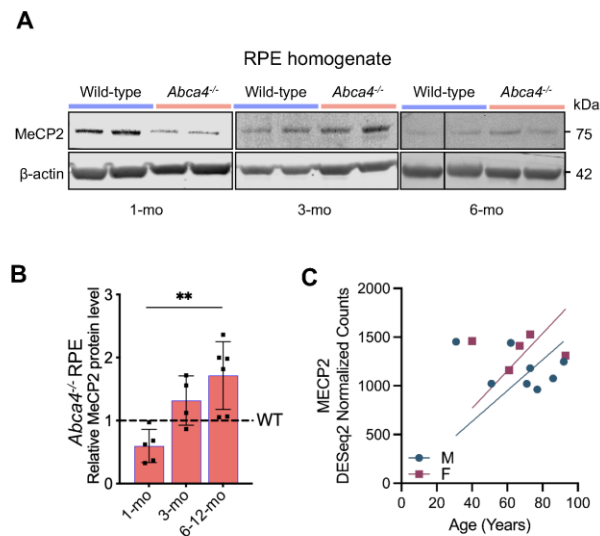 A
RPE homogenate
Wild-type Abca4-/- Wild-type Abca4-/- Wild-type Abca4-/-
kDa
MeCP2 75
β-actin 42
1-mo 3-mo 6-mo
B
Abca4-/- RPE
Relative MeCP2 protein level
3
2
1
0
**
WT
1-mo
3-mo
6-12-mo
C
MECP2
DESeq2 Normalized Counts
2000
1500
1000
500
0
M
F
0 20 40 60 80 100
Age (Years)